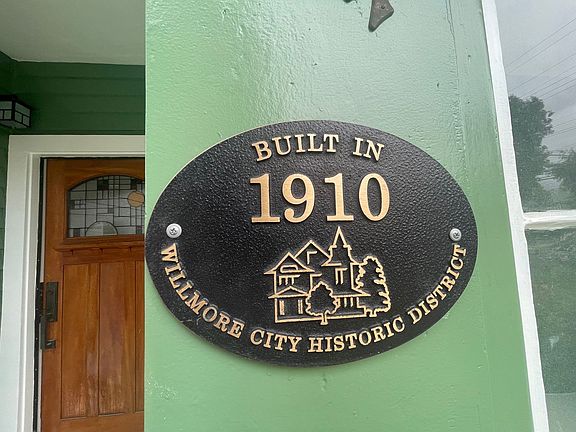 BUILT IN
1910
WILLMORE CITY HISTORIC DISTRICT